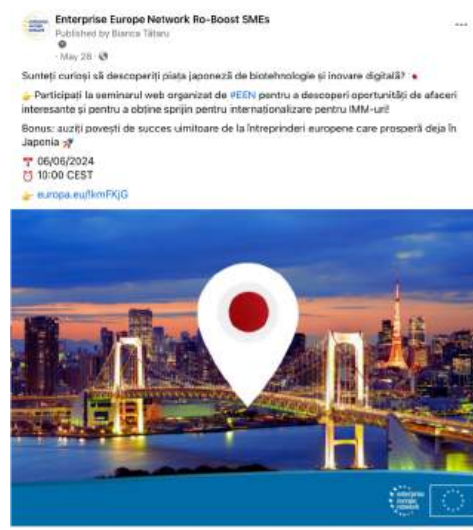 Enterprise Europe Network Ro-Boost SMEs
Published by Bianca Tătaru
· May 28 ·
Sunteți curioși să descoperiți piața japoneză de biotehnologie și inovare digitală?
Participați la seminarul web organizat de #EEN pentru a descoperi oportunități de afaceri
interesante și pentru a obține sprijin pentru internaționalizare pentru IMM-uri!
Bonus: auziți povești de succes uimitoare de la întreprinderi europene care prosperă deja în
Japonia 🚀
📅 06/06/2024
⏰ 10:00 CEST
👉 europa.eu/!kmFKjG
enterprise
europe
network